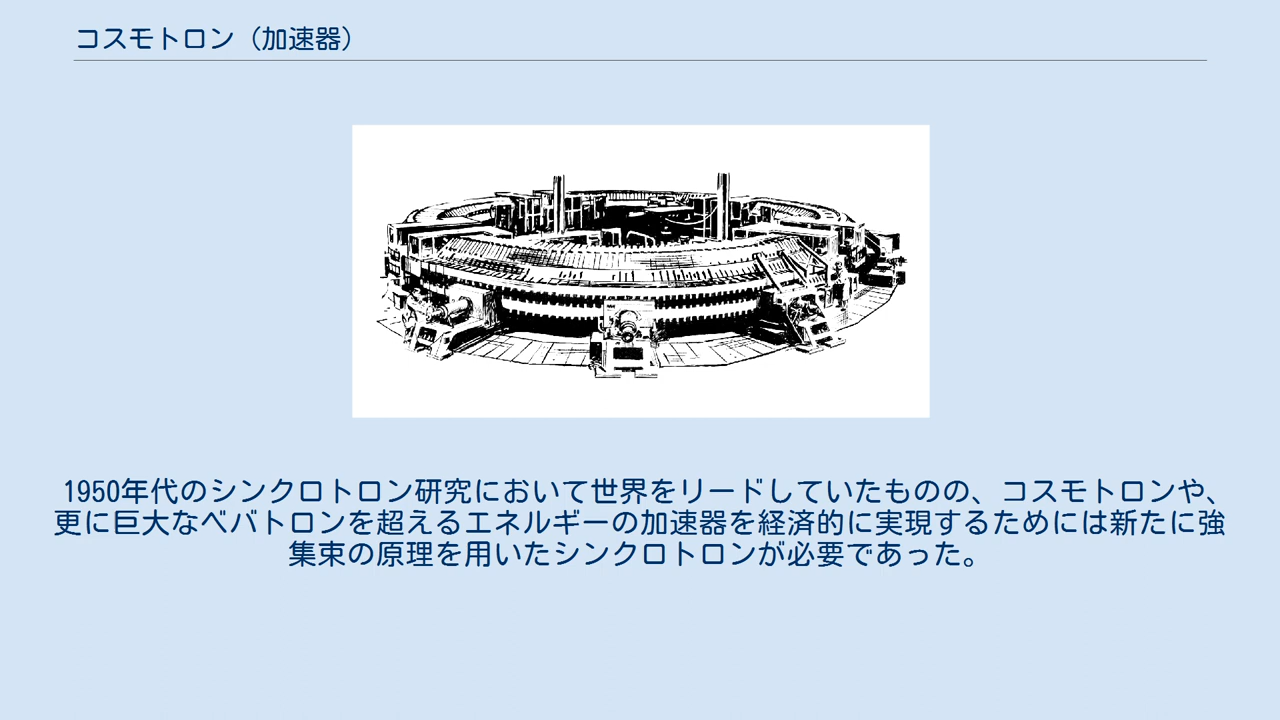 コスモトロン（加速器）
1950年代のシンクロトロン研究において世界をリードしていたものの、コスモトロンや、
更に巨大なベバトロンを超えるエネルギーの加速器を経済的に実現するためには新たに強
集束の原理を用いたシンクロトロンが必要であった。